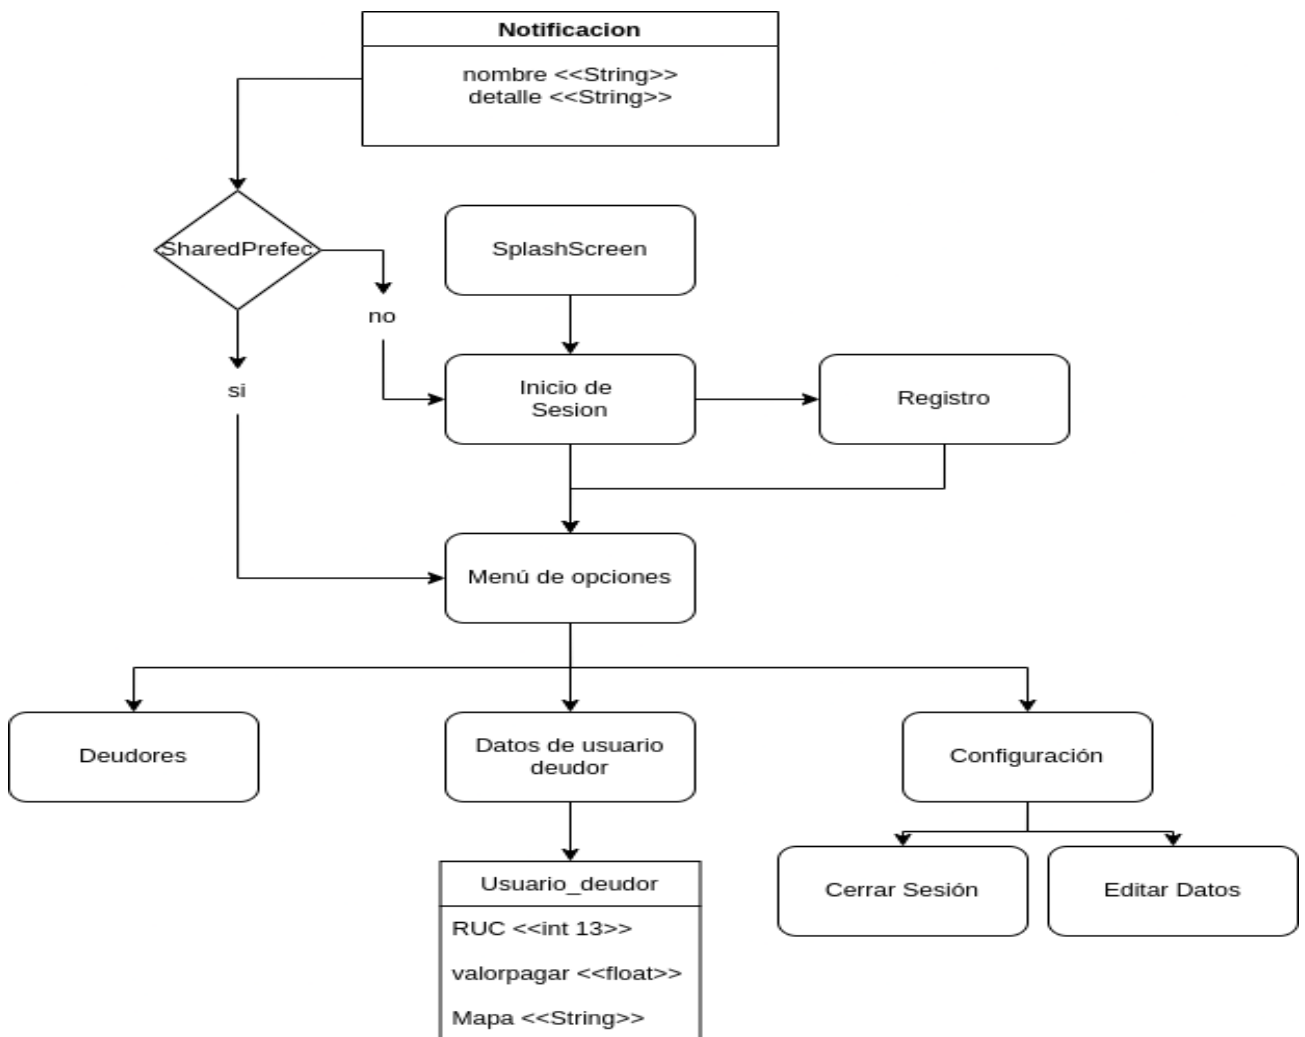 Notificacion
nombre <<String>>
detalle <<String>>
SharedPrefec
SplashScreen
no
si
Inicio de
Sesion
Registro
Menú de opciones
Deudores
Datos de usuario
deudor
Configuración
Usuario_deudor
RUC <<int 13>>
valorpagar <<float>>
Mapa <<String>>
Cerrar Sesión
Editar Datos